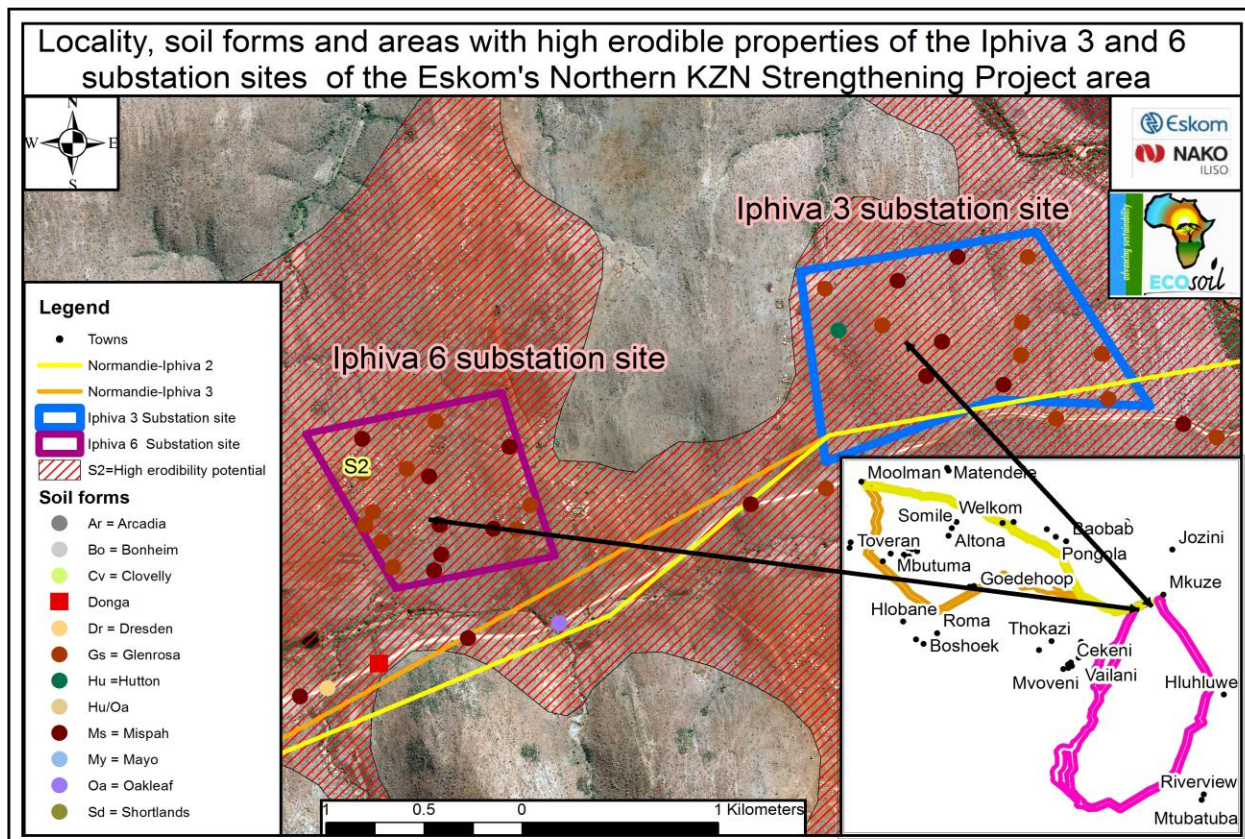 Locality, soil forms and areas with high erodible properties of the Iphiva 3 and 6
substation sites of the Eskom's Northern KZN Strengthening Project area
N
W E
S
Eskom
NAKO
ILISO
advancing sustainability
ECOsoil
Iphiva 3 substation site
Iphiva 6 substation site
S2
Legend
Towns
Normandie-Iphiva 2
Normandie-Iphiva 3
Iphiva 3 Substation site
Iphiva 6 Substation site
S2=High erodibility potential
Soil forms
Ar = Arcadia
Bo = Bonheim
Cv = Clovelly
Donga
Dr = Dresden
Gs = Glenrosa
Hu =Hutton
Hu/Oa
Ms = Mispah
My = Mayo
Oa = Oakleaf
Sd = Shortlands
1 0.5 0 1 Kilometers
Moolman Matendele
Somile Welkom
Baobab
Toveran Altona
Pongola Jozini
Mbutuma
Goedehoop Mkuze
Hlobane Roma
Thokazi
Boshoek Cekeni
Mvoveni Vailani
Hluhluwe
Riverview
Mtubatuba